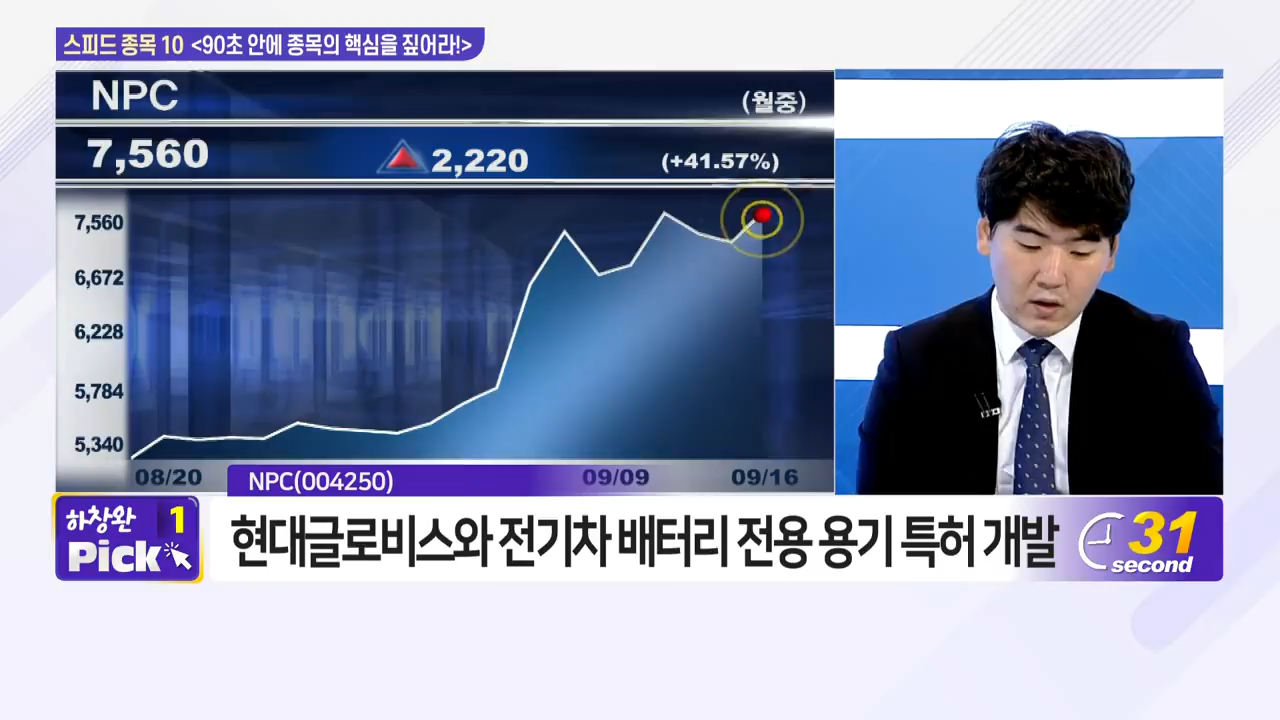 스피드 종목 10 <90초 안에 종목의 핵심을 짚어라!>
NPC
(월중)
7,560
2,220
(+41.57%)
7,560
6,672
6,228
5,784
5,340
08/20
09/09
09/16
NPC(004250)
하창완
1
Pick
현대글로비스와 전기차 배터리 전용 용기 특허 개발
31
second